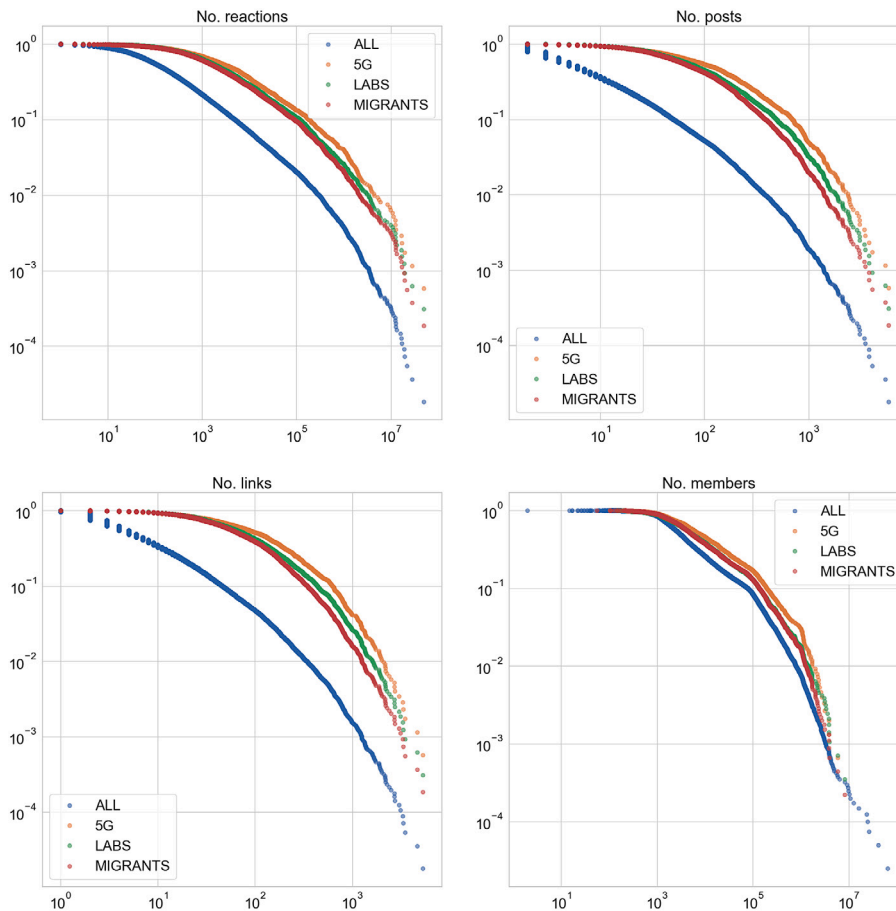 No. reactions
ALL
5G
LABS
MIGRANTS
10^0
10^-1
10^-2
10^-3
10^-4
10^1
10^3
10^5
10^7
No. posts
10^0
10^-1
10^-2
10^-3
10^-4
ALL
5G
LABS
MIGRANTS
10^1
10^2
10^3
No. links
10^0
10^-1
10^-2
10^-3
10^-4
ALL
5G
LABS
MIGRANTS
10^0
10^1
10^2
10^3
No. members
ALL
5G
LABS
MIGRANTS
10^0
10^-1
10^-2
10^-3
10^-4
10^1
10^3
10^5
10^7